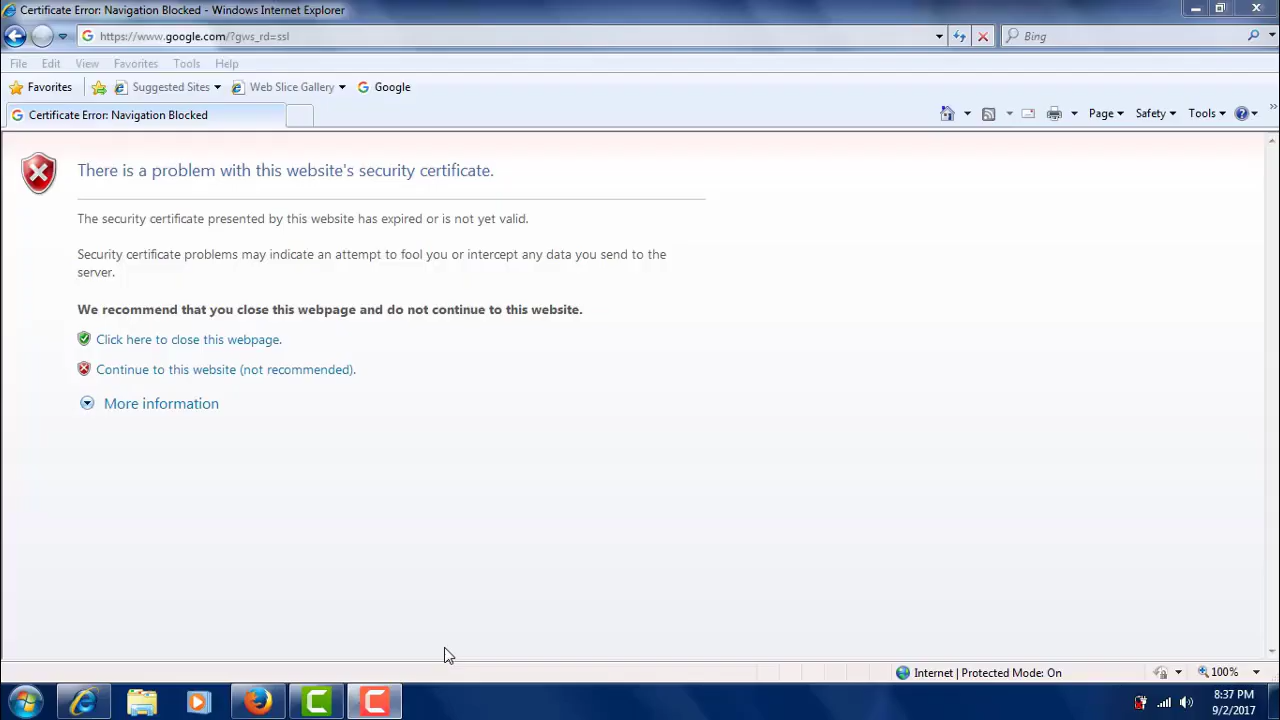 Certificate Error: Navigation Blocked - Windows Internet Explorer
https://www.google.com/?gws_rd=ssl
Bing
File Edit View Favorites Tools Help
Favorites Suggested Sites Web Slice Gallery Google
Certificate Error: Navigation Blocked
Page Safety Tools
There is a problem with this website's security certificate.
The security certificate presented by this website has expired or is not yet valid.
Security certificate problems may indicate an attempt to fool you or intercept any data you send to the
server.
We recommend that you close this webpage and do not continue to this website.
Click here to close this webpage.
Continue to this website (not recommended).
More information
Internet | Protected Mode: On
100%
8:37 PM
9/2/2017